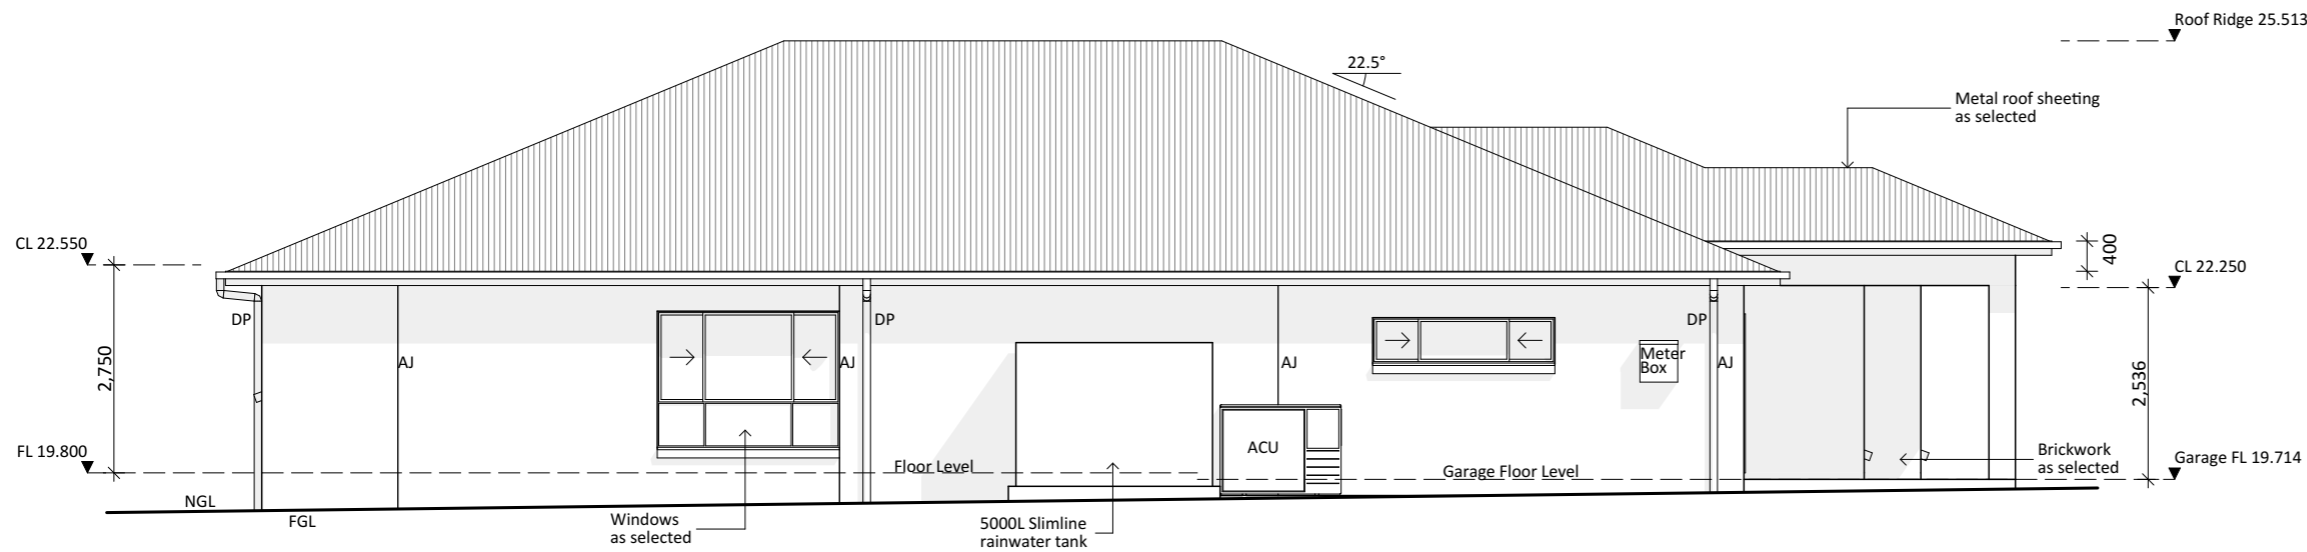 Roof Ridge 25.513
22.5°
Metal roof sheeting
as selected
CL 22.550
400
CL 22.250
DP
DP
DP
AJ
AJ
AJ
AJ
Meter
Box
2,750
2,536
ACU
FL 19.800
Floor Level
Garage Floor Level
Brickwork
as selected
Garage FL 19.714
NGL
FGL
Windows
as selected
5000L Slimline
rainwater tank